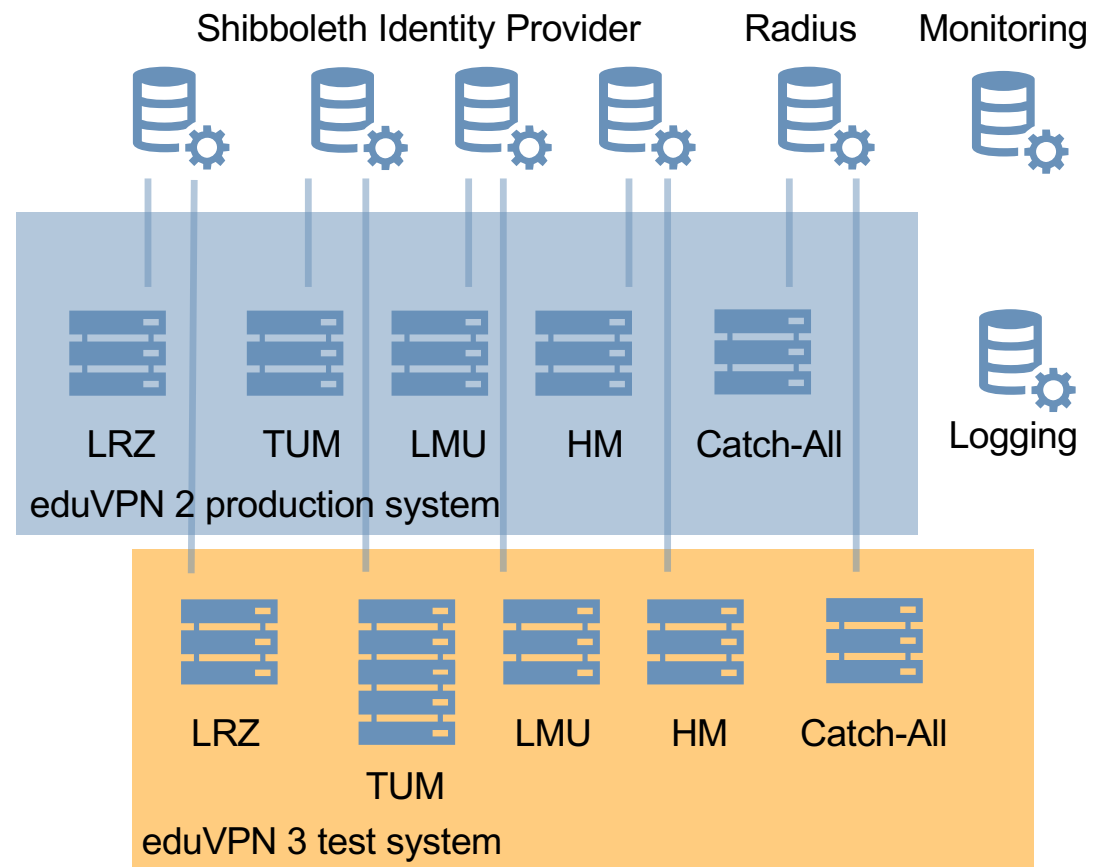 Shibboleth Identity Provider Radius Monitoring
LRZ TUM LMU HM Catch-All Logging
eduVPN 2 production system
LRZ LMU HM Catch-All
TUM
eduVPN 3 test system